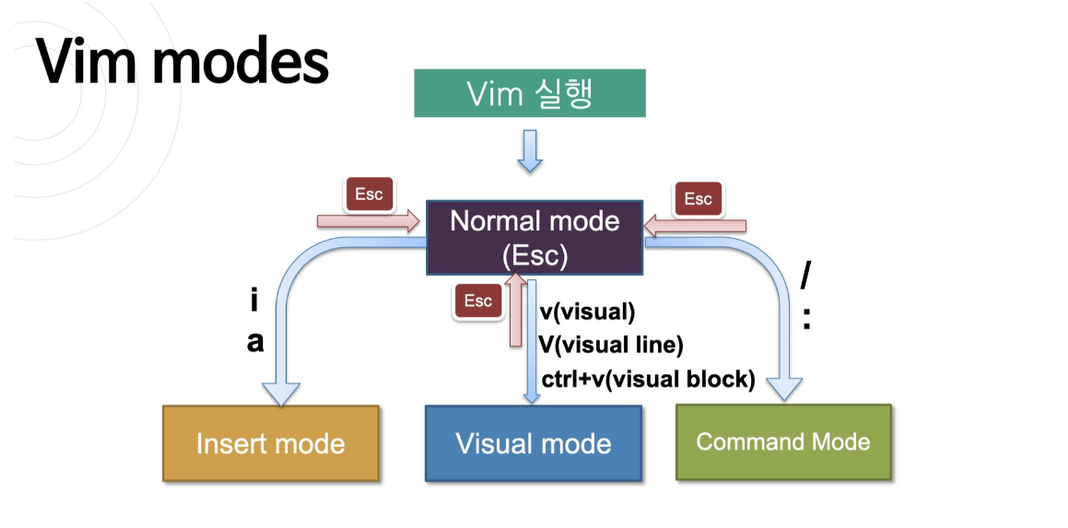 Vim modes
Vim 실행
Esc
Esc
Normal mode
(Esc)
Esc
i
a
v(visual)
V(visual line)
ctrl+v(visual block)
/
:
Insert mode
Visual mode
Command Mode